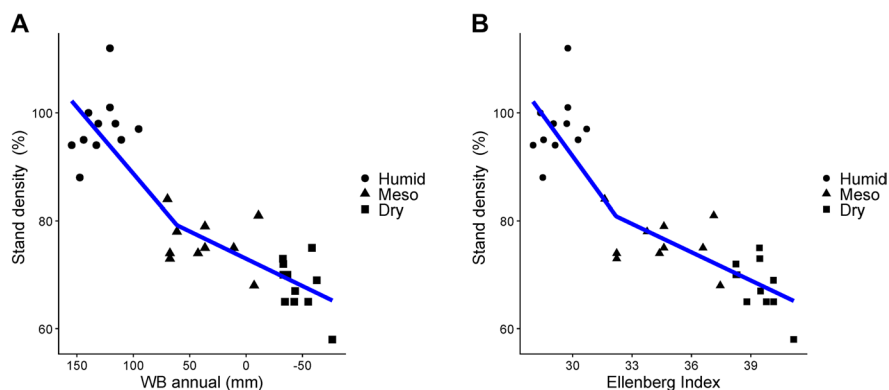 A
B
Stand density (%)
100
80
60
150
100
50
0
-50
WB annual (mm)
Humid
Meso
Dry
Stand density (%)
100
80
60
30
33
36
39
Ellenberg Index
Humid
Meso
Dry